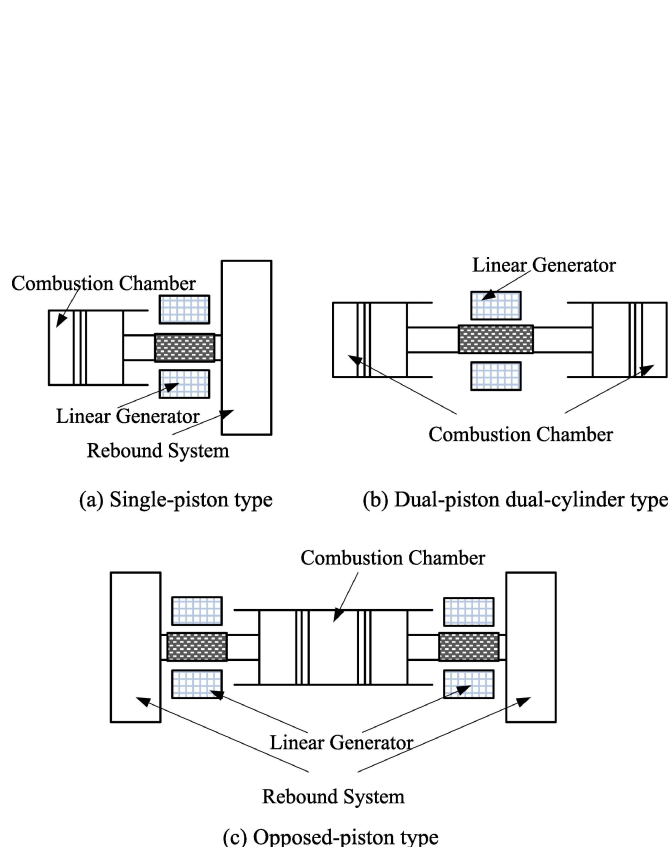 Combustion Chamber
Linear Generator
Rebound System
(a) Single-piston type
Linear Generator
Combustion Chamber
(b) Dual-piston dual-cylinder type
Combustion Chamber
Linear Generator
Rebound System
(c) Opposed-piston type